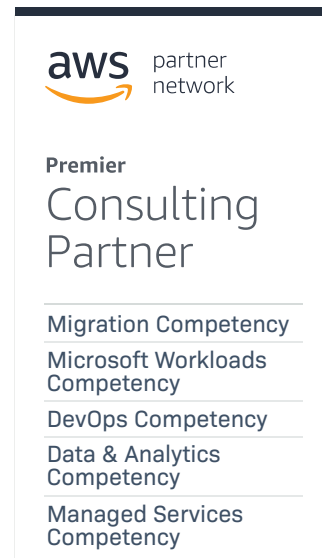 aws
partner
network
Premier
Consulting
Partner
Migration Competency
Microsoft Workloads
Competency
DevOps Competency
Data & Analytics
Competency
Managed Services
Competency